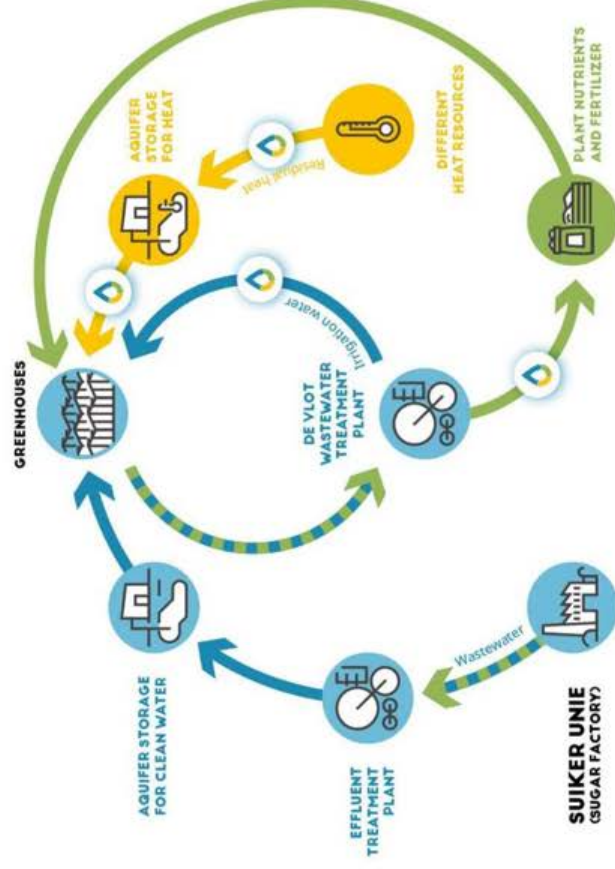 GREENHOUSES
AQUIFER STORAGE
FOR CLEAN WATER
AQUIFER
STORAGE
FOR HEAT
Residual heat
DIFFERENT
HEAT RESOURCES
EFFLUENT
TREATMENT
PLANT
DE VLOT
WASTEWATER
TREATMENT
PLANT
Irrigation water
Wastewater
SUIKER UNIE
(SUGAR FACTORY)
PLANT NUTRIENTS
AND FERTILIZER